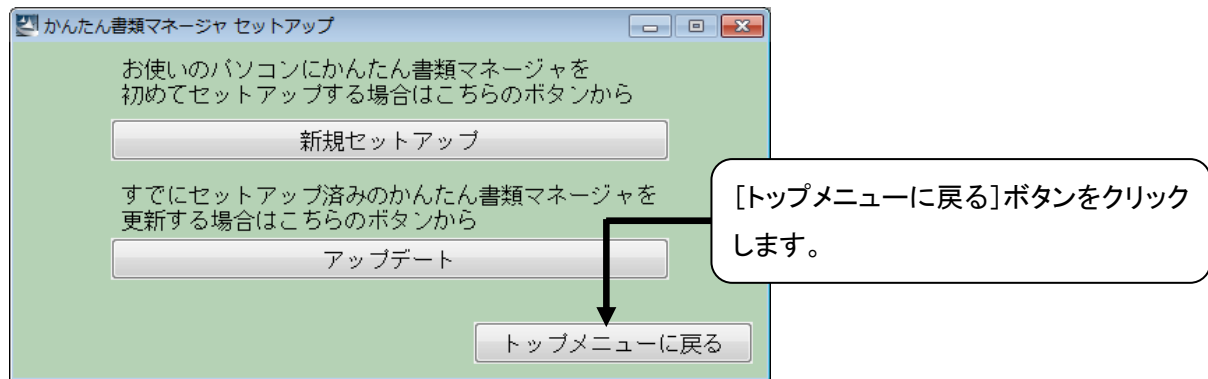 かんたん書類マネージャ セットアップ
お使いのパソコンにかんたん書類マネージャを
初めてセットアップする場合はこちらのボタンから
新規セットアップ
すでにセットアップ済みのかんたん書類マネージャを
更新する場合はこちらのボタンから
アップデート
トップメニューに戻る
[トップメニューに戻る]ボタンをクリック
します。